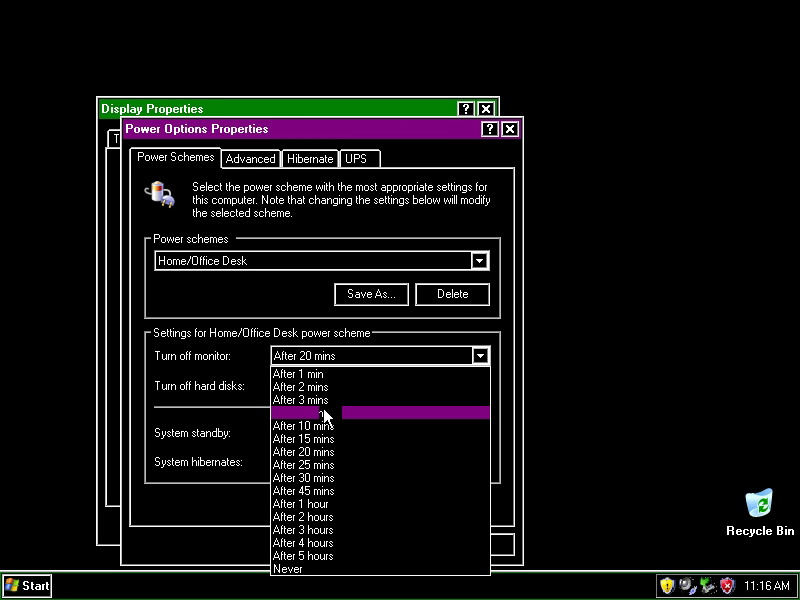 Display Properties
Power Options Properties
Power Schemes
Advanced
Hibernate
UPS
Select the power scheme with the most appropriate settings for
this computer. Note that changing the settings below will modify
the selected scheme.
Power schemes
Home/Office Desk
Save As...
Delete
Settings for Home/Office Desk power scheme
Turn off monitor:
After 20 mins
After 1 min
After 2 mins
Turn off hard disks:
After 3 mins
After 10 mins
System standby:
After 15 mins
After 20 mins
System hibernates:
After 25 mins
After 30 mins
After 45 mins
After 1 hour
After 2 hours
After 3 hours
After 4 hours
After 5 hours
Never
Recycle Bin
Start
11:16 AM